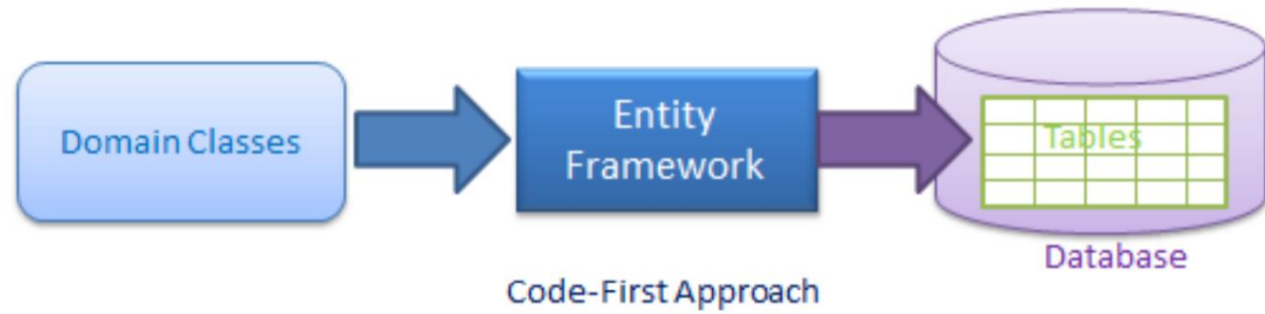 Domain Classes
Entity
Framework
Tables
Database
Code-First Approach